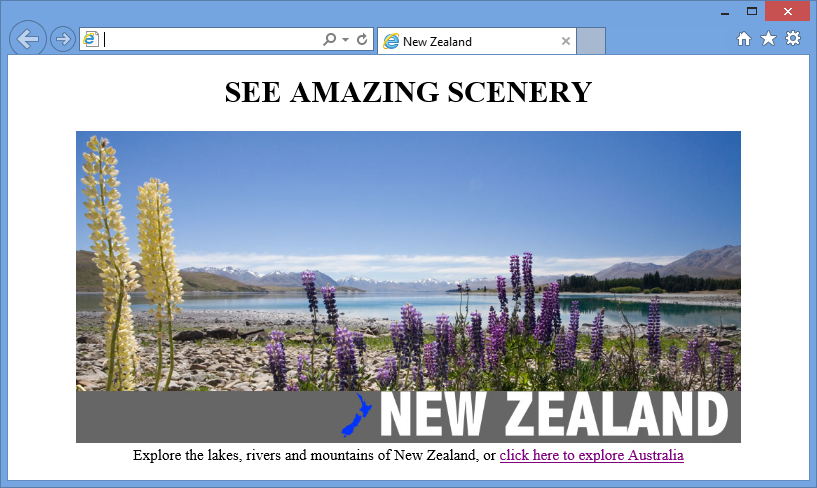 New Zealand
SEE AMAZING SCENERY
NEW ZEALAND
Explore the lakes, rivers and mountains of New Zealand, or click here to explore Australia